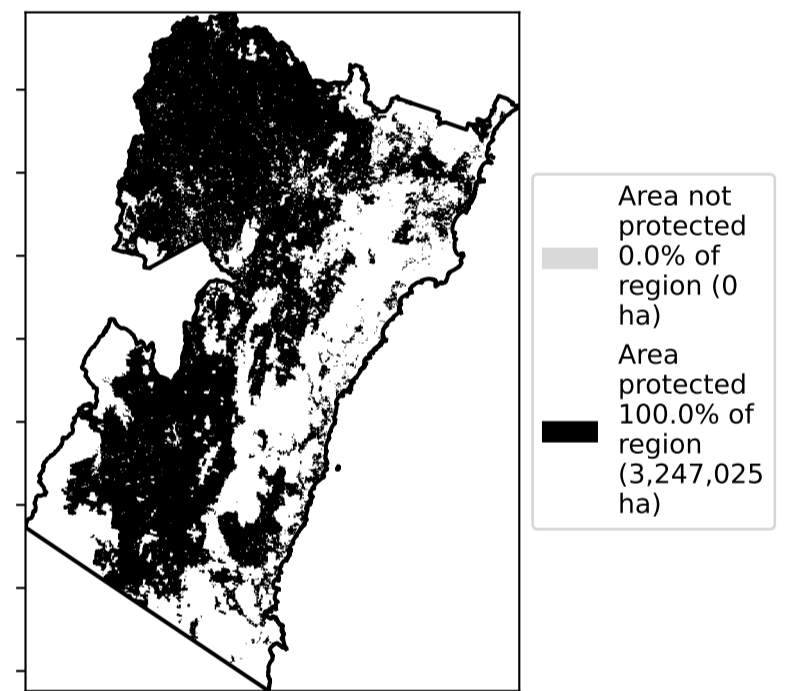 Area not
protected
0.0% of
region (0
ha)
Area
protected
100.0% of
region
(3,247,025
ha)